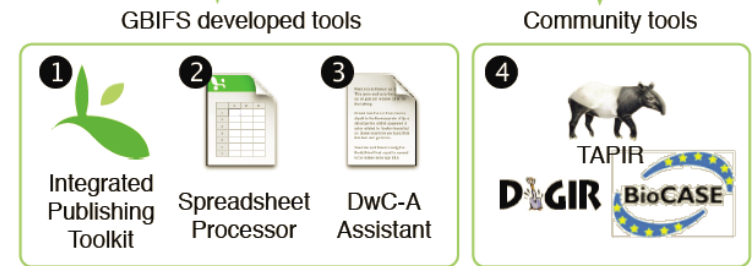 GBIFS developed tools
Community tools
1
2
3
4
Integrated
Publishing
Toolkit
Spreadsheet
Processor
DwC-A
Assistant
TAPIR
DiGIR
BioCASE